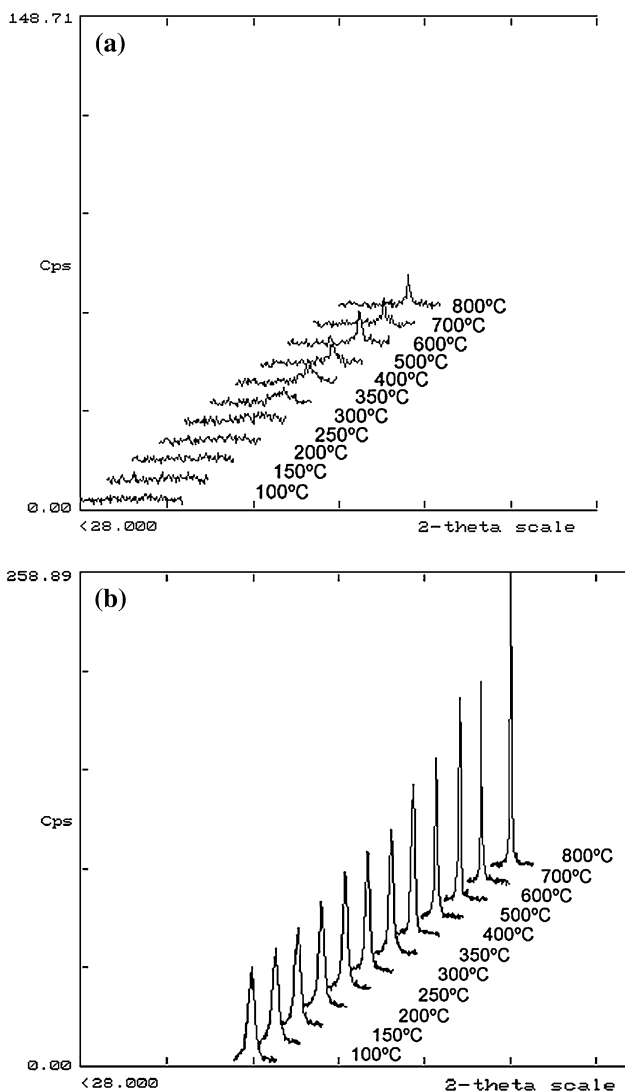 148.71
(a)
Cps
800ºC
700ºC
600ºC
500ºC
400ºC
350ºC
300ºC
250ºC
200ºC
150ºC
100ºC
0.00
<28.000
2-theta scale
258.89
(b)
Cps
800ºC
700ºC
600ºC
500ºC
400ºC
350ºC
300ºC
250ºC
200ºC
150ºC
100ºC
0.00
<28.000
2-theta scale